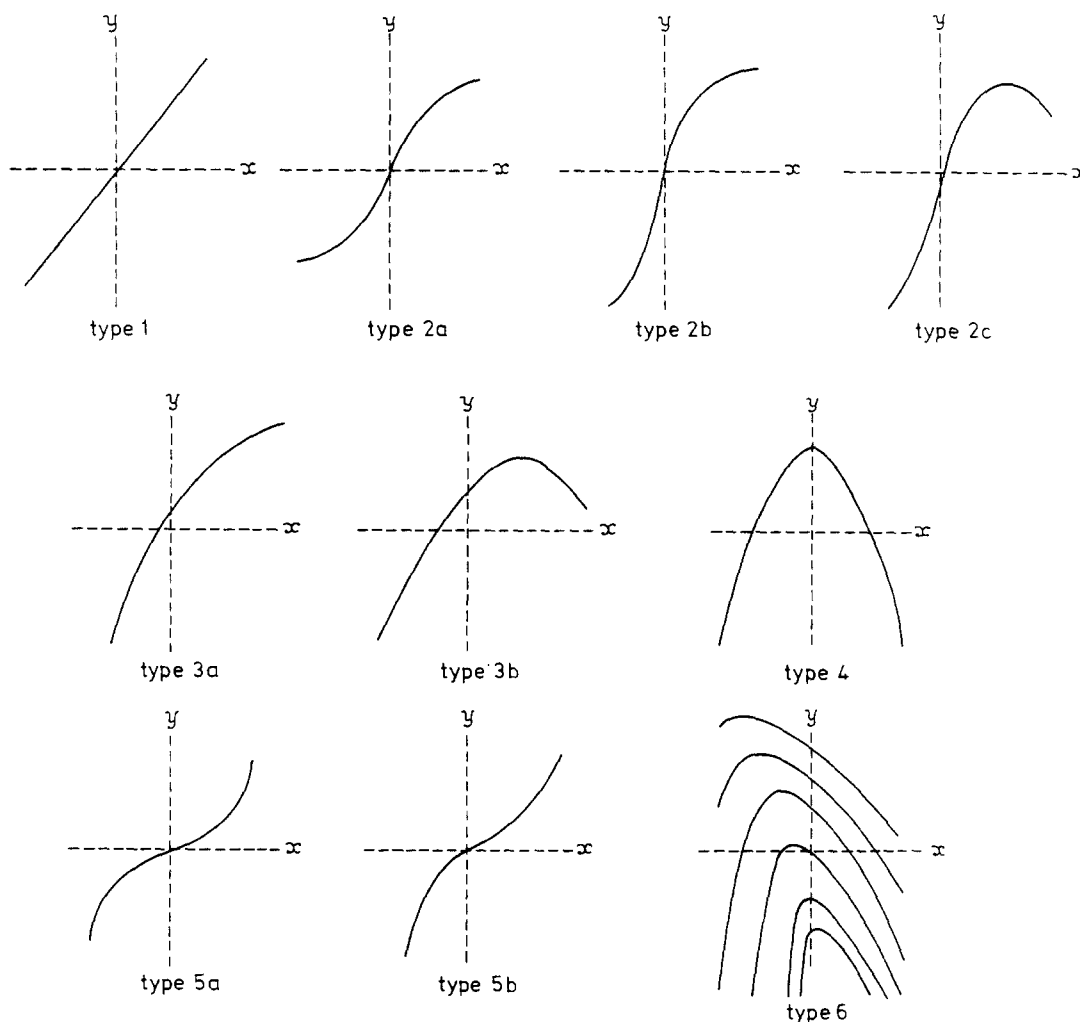 y y y y
x x x x
type 1 type 2a type 2b type 2c
y y y
x x x
type 3a type 3b type 4
y y y
x x x
type 5a type 5b type 6